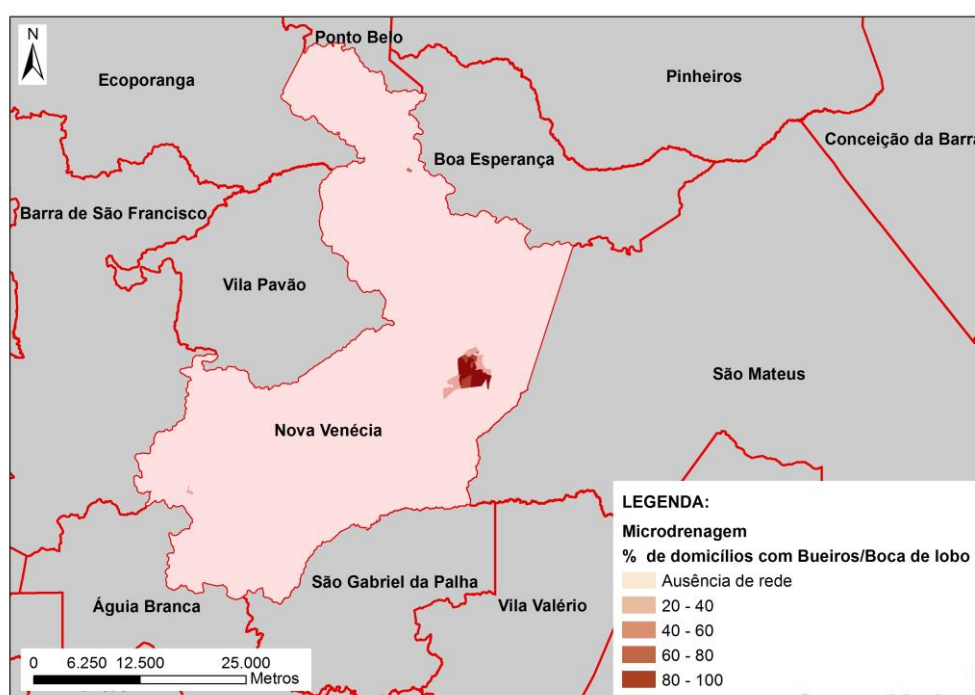 N
Ponto Belo
Ecoporanga
Pinheiros
Conceição da Barra
Boa Esperança
Barra de São Francisco
Vila Pavão
São Mateus
Nova Venécia
LEGENDA:
Microdrenagem
% de domicílios com Bueiros/Boca de lobo
Ausência de rede
20 - 40
40 - 60
60 - 80
80 - 100
São Gabriel da Palha
Águia Branca
Vila Valério
0 6.250 12.500 25.000
Metros